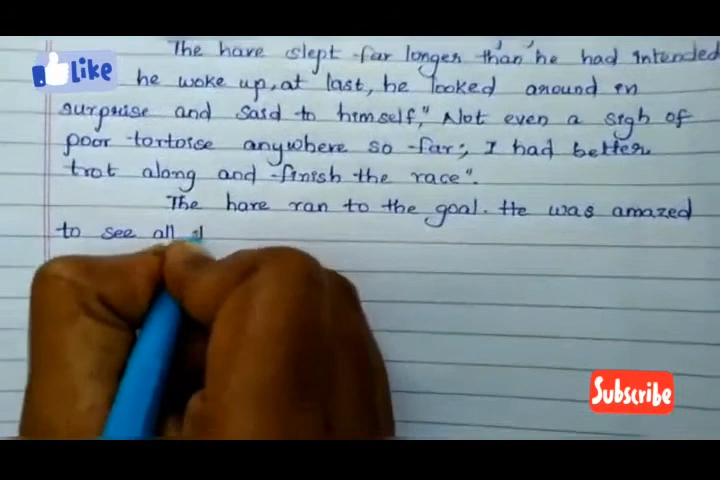 The hare slept far longer than he had intended
Like
he woke up, at last, he looked around in
surprise and said to himself," Not even a sigh of
poor tortoise anywhere so far; I had better
trot along and finish the race".
The hare ran to the goal. He was amazed
to see all
Subscribe